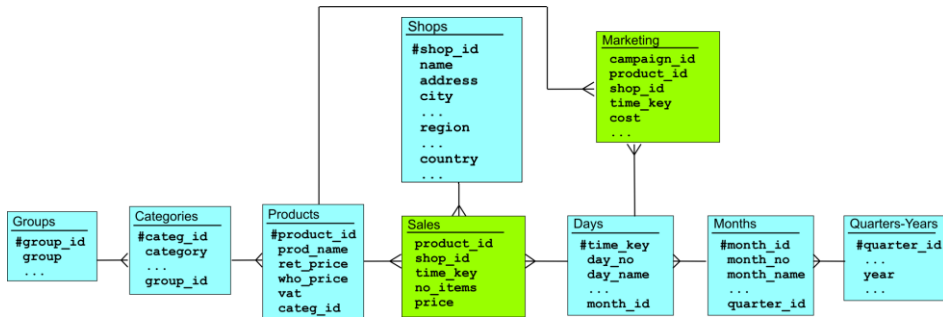 Shops
#shop_id
name
address
city
...
region
...
country
...
Marketing
campaign_id
product_id
shop_id
time_key
cost
...
Groups
#group_id
group
...
Categories
#categ_id
category
...
group_id
Products
#product_id
prod_name
ret_price
who_price
vat
categ_id
Sales
product_id
shop_id
time_key
no_items
price
Days
#time_key
day_no
day_name
...
month_id
Months
#month_id
month_no
month_name
...
quarter_id
Quarters-Years
#quarter_id
...
year
...